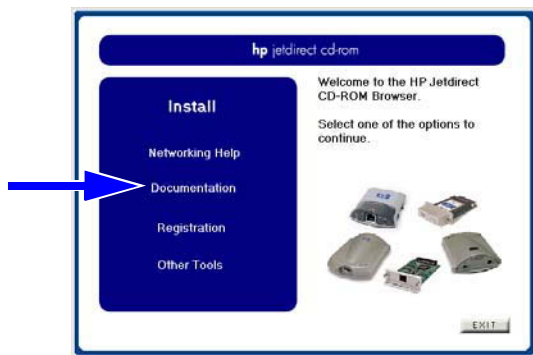 hp jetdirect cd-rom
Install
Networking Help
Documentation
Registration
Other Tools
Welcome to the HP Jetdirect
CD-ROM Browser.
Select one of the options to
continue.
EXIT